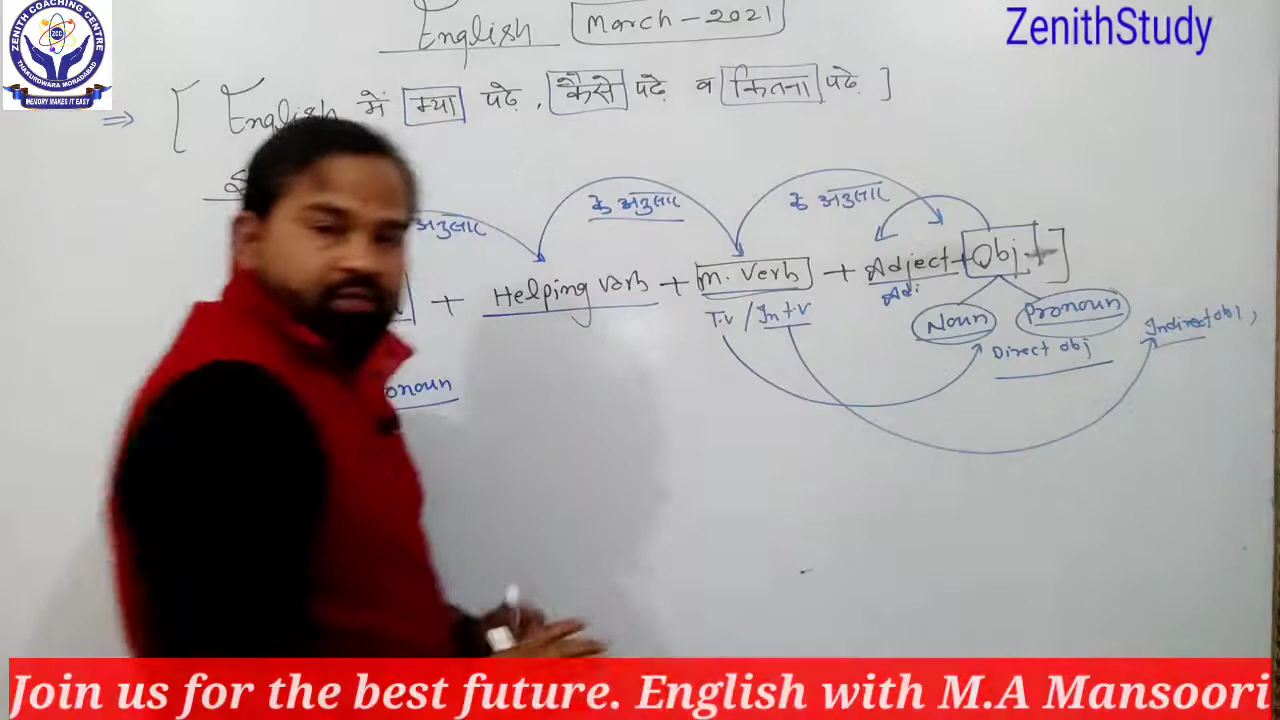 ZENITH COACHING CENTRE
ZCC
THAKURDWARA MORADABAD
MEMORY MAKES IT EASY
English March-2021
ZenithStudy
⇒ [ English में क्या पढ़े, कैसे पढ़े व कितना पढ़े ]
अनुसार के अनुसार के अनुसार
+ Helping Verb + M. Verb + Adject + Obj + ]
Adj
T.V / In t.V Noun Pronoun Indirect obj,
Direct obj
onoun
Join us for the best future. English with M.A Mansoori